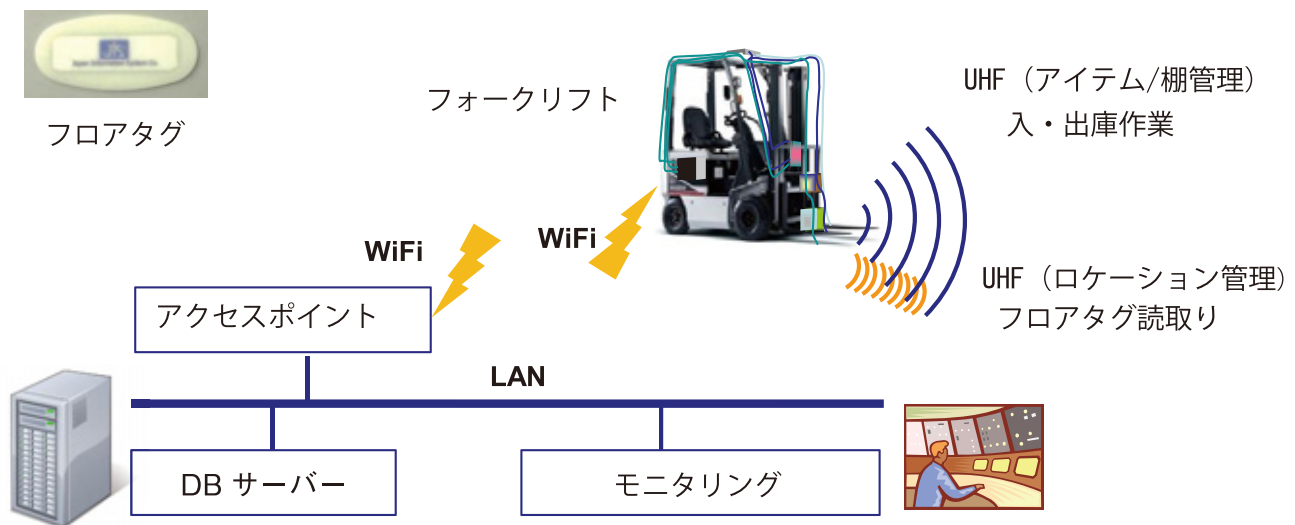 フロアタグ
フォークリフト
UHF（アイテム/棚管理）
入・出庫作業
WiFi
WiFi
UHF（ロケーション管理）
フロアタグ読取り
アクセスポイント
LAN
DB サーバー
モニタリング